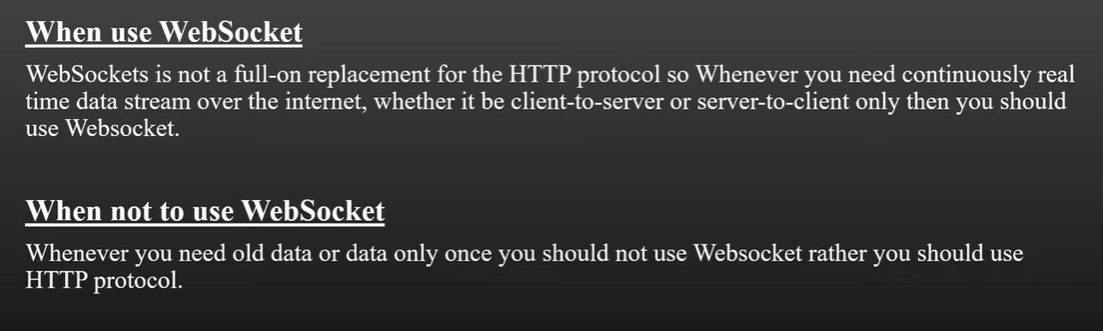 When use WebSocket
WebSockets is not a full-on replacement for the HTTP protocol so Whenever you need continuously real
time data stream over the internet, whether it be client-to-server or server-to-client only then you should
use Websocket.
When not to use WebSocket
Whenever you need old data or data only once you should not use Websocket rather you should use
HTTP protocol.